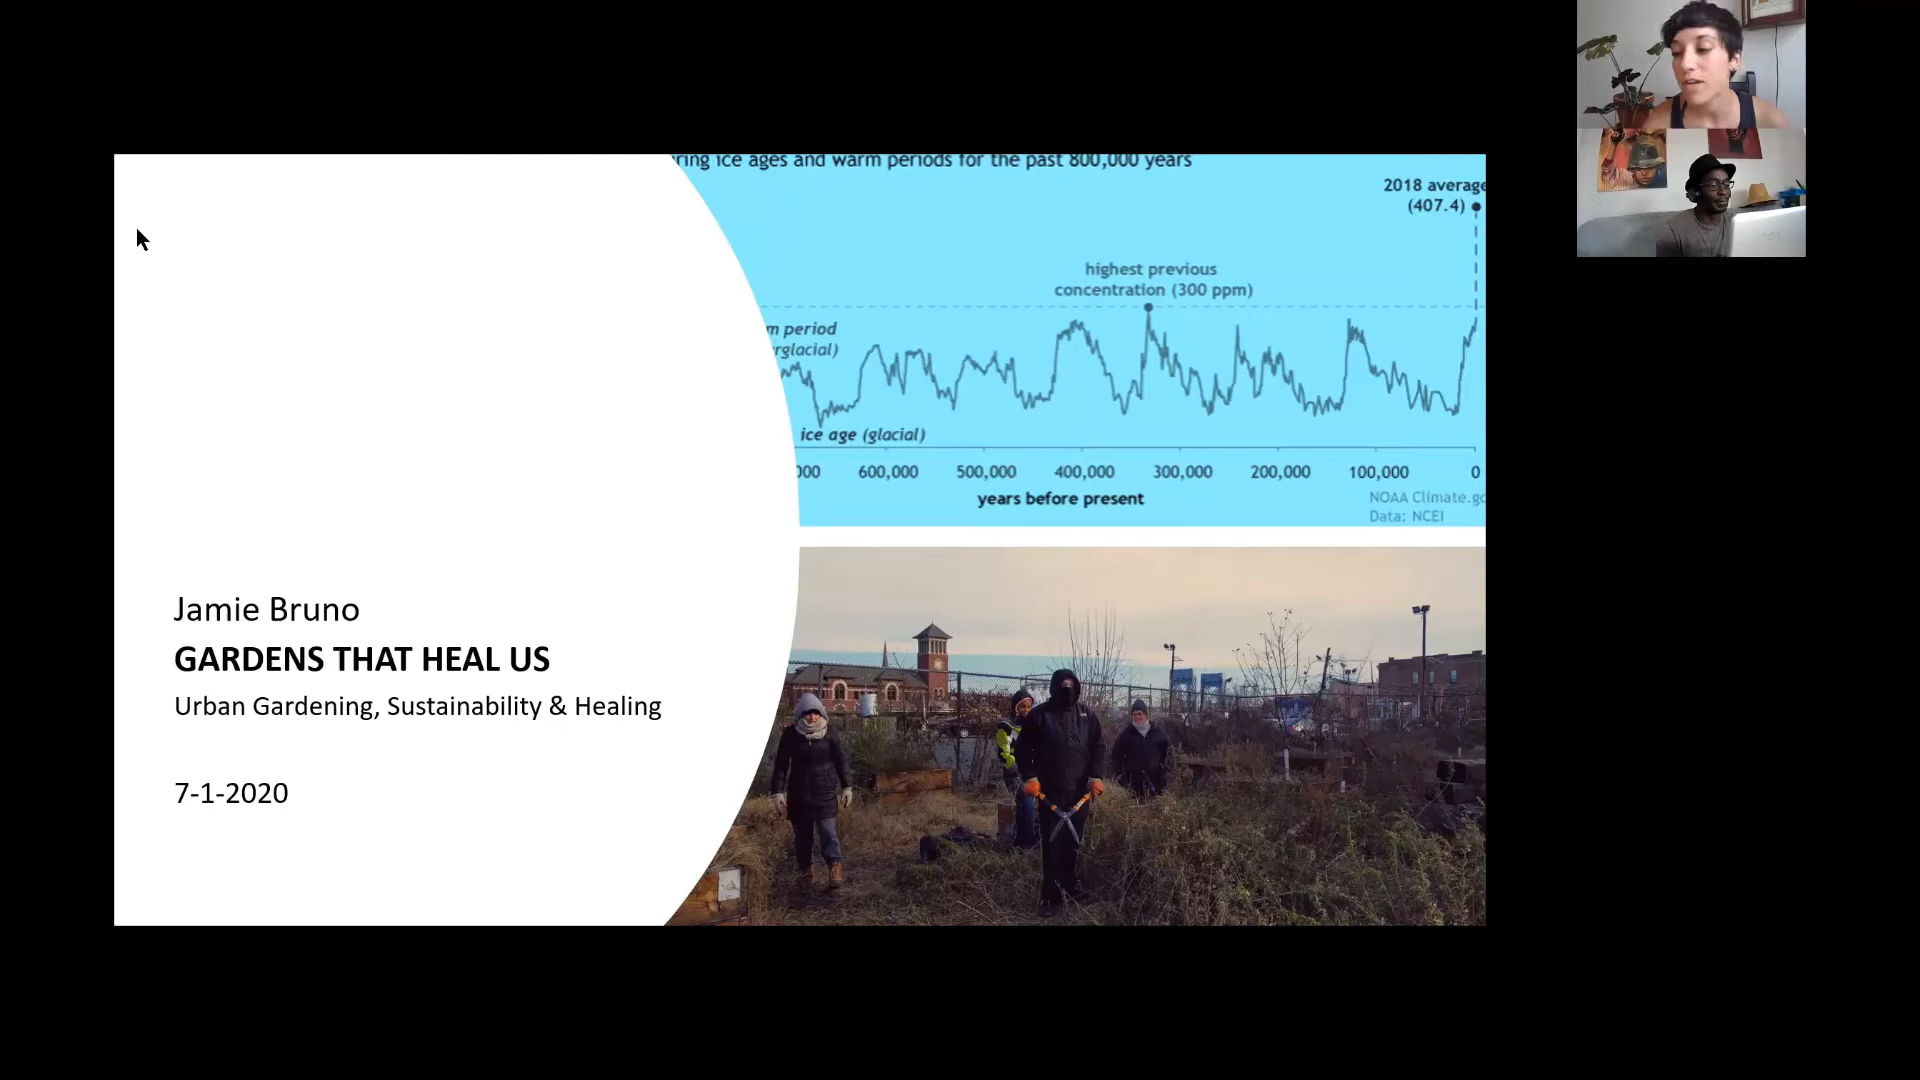 Jamie Bruno
GARDENS THAT HEAL US
Urban Gardening, Sustainability & Healing
7-1-2020
ice ages and warm periods for the past 800,000 years
2018 average
(407.4)
highest previous
concentration (300 ppm)
period
ice age (glacial)
600,000 500,000 400,000 300,000 200,000 100,000 0
years before present
NOAA Climate.
Data: NCEI